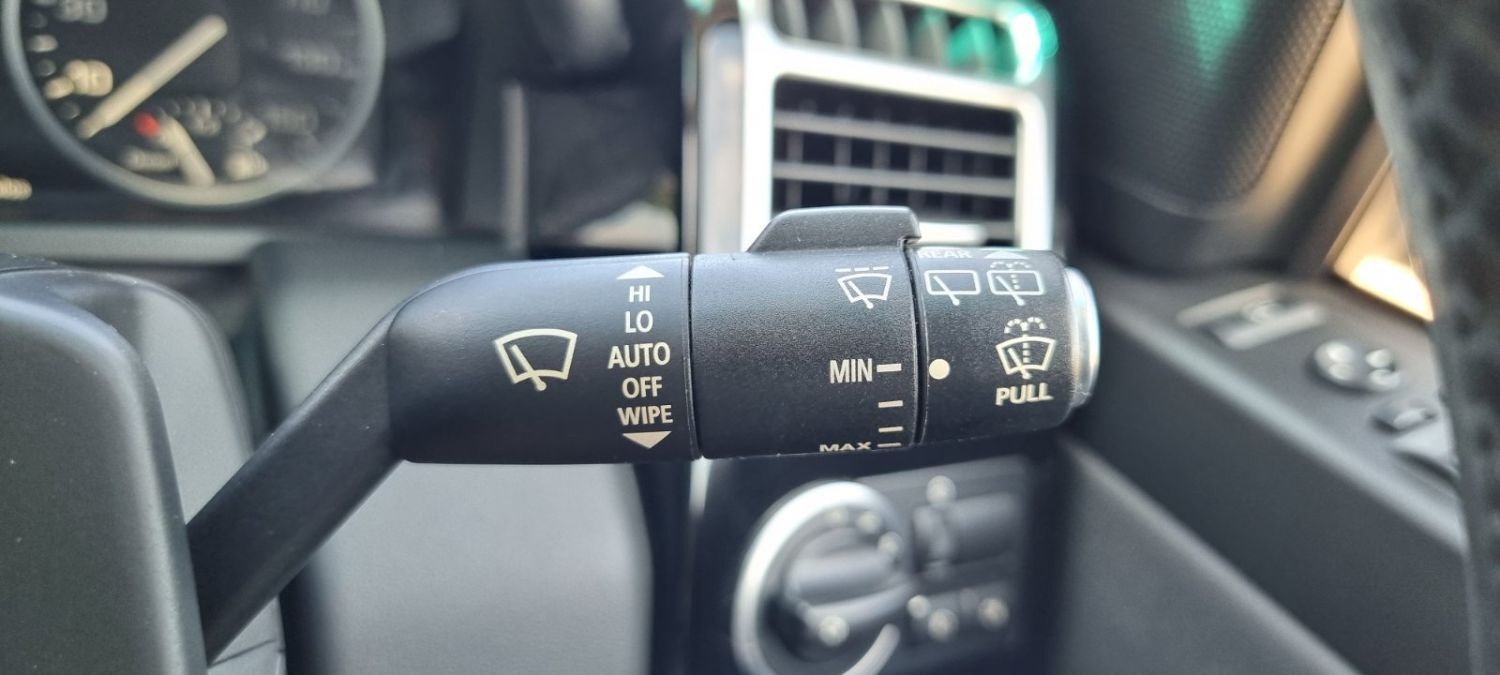 HI
LO
AUTO
OFF
WIPE
MIN
MAX
REAR
PULL